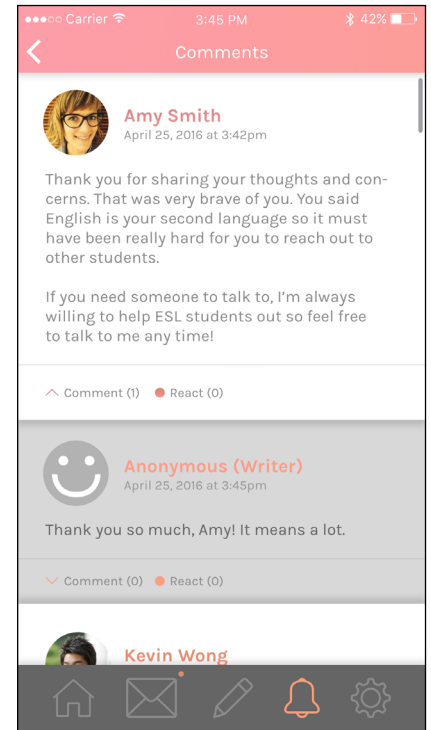 Carrier 3:45 PM 42%
Comments
Amy Smith
April 25, 2016 at 3:42pm
Thank you for sharing your thoughts and con-
cerns. That was very brave of you. You said
English is your second language so it must
have been really hard for you to reach out to
other students.
If you need someone to talk to, I'm always
willing to help ESL students out so feel free
to talk to me any time!
Comment (1) React (0)
Anonymous (Writer)
April 25, 2016 at 3:45pm
Thank you so much, Amy! It means a lot.
Comment (0) React (0)
Kevin Wong